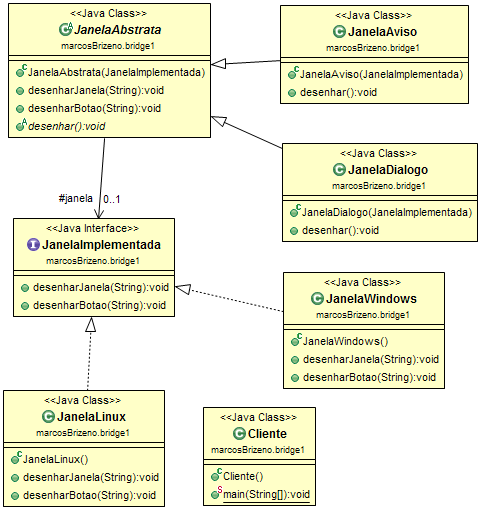 <<Java Class>>
JanelaAbstrata
marcosBrizeno.bridge1
JanelaAbstrata(JanelaImplementada)
desenharJanela(String):void
desenharBotao(String):void
desenhar():void
<<Java Class>>
JanelaAviso
marcosBrizeno.bridge1
JanelaAviso(JanelaImplementada)
desenhar():void
<<Java Class>>
JanelaDialogo
marcosBrizeno.bridge1
JanelaDialogo(JanelaImplementada)
desenhar():void
#janela
0..1
<<Java Interface>>
JanelaImplementada
marcosBrizeno.bridge1
desenharJanela(String):void
desenharBotao(String):void
<<Java Class>>
JanelaWindows
marcosBrizeno.bridge1
JanelaWindows()
desenharJanela(String):void
desenharBotao(String):void
<<Java Class>>
JanelaLinux
marcosBrizeno.bridge1
JanelaLinux()
desenharJanela(String):void
desenharBotao(String):void
<<Java Class>>
Cliente
marcosBrizeno.bridge1
Cliente()
main(String[]):void